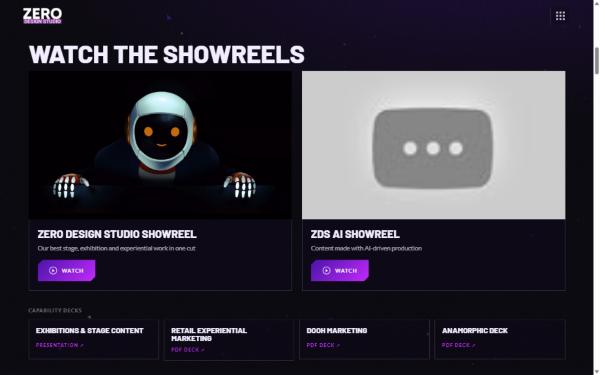 ZERO
DESIGN STUDIO
WATCH THE SHOWREELS
ZERO DESIGN STUDIO SHOWREEL
Our best stage, exhibition and experiential work in one cut
WATCH
ZDS AI SHOWREEL
Content made with AI-driven production
WATCH
CAPABILITY DECKS
EXHIBITIONS & STAGE CONTENT
PRESENTATION ↗
RETAIL EXPERIENTIAL
MARKETING
PDF DECK ↗
DOOH MARKETING
PDF DECK ↗
ANAMORPHIC DECK
PDF DECK ↗